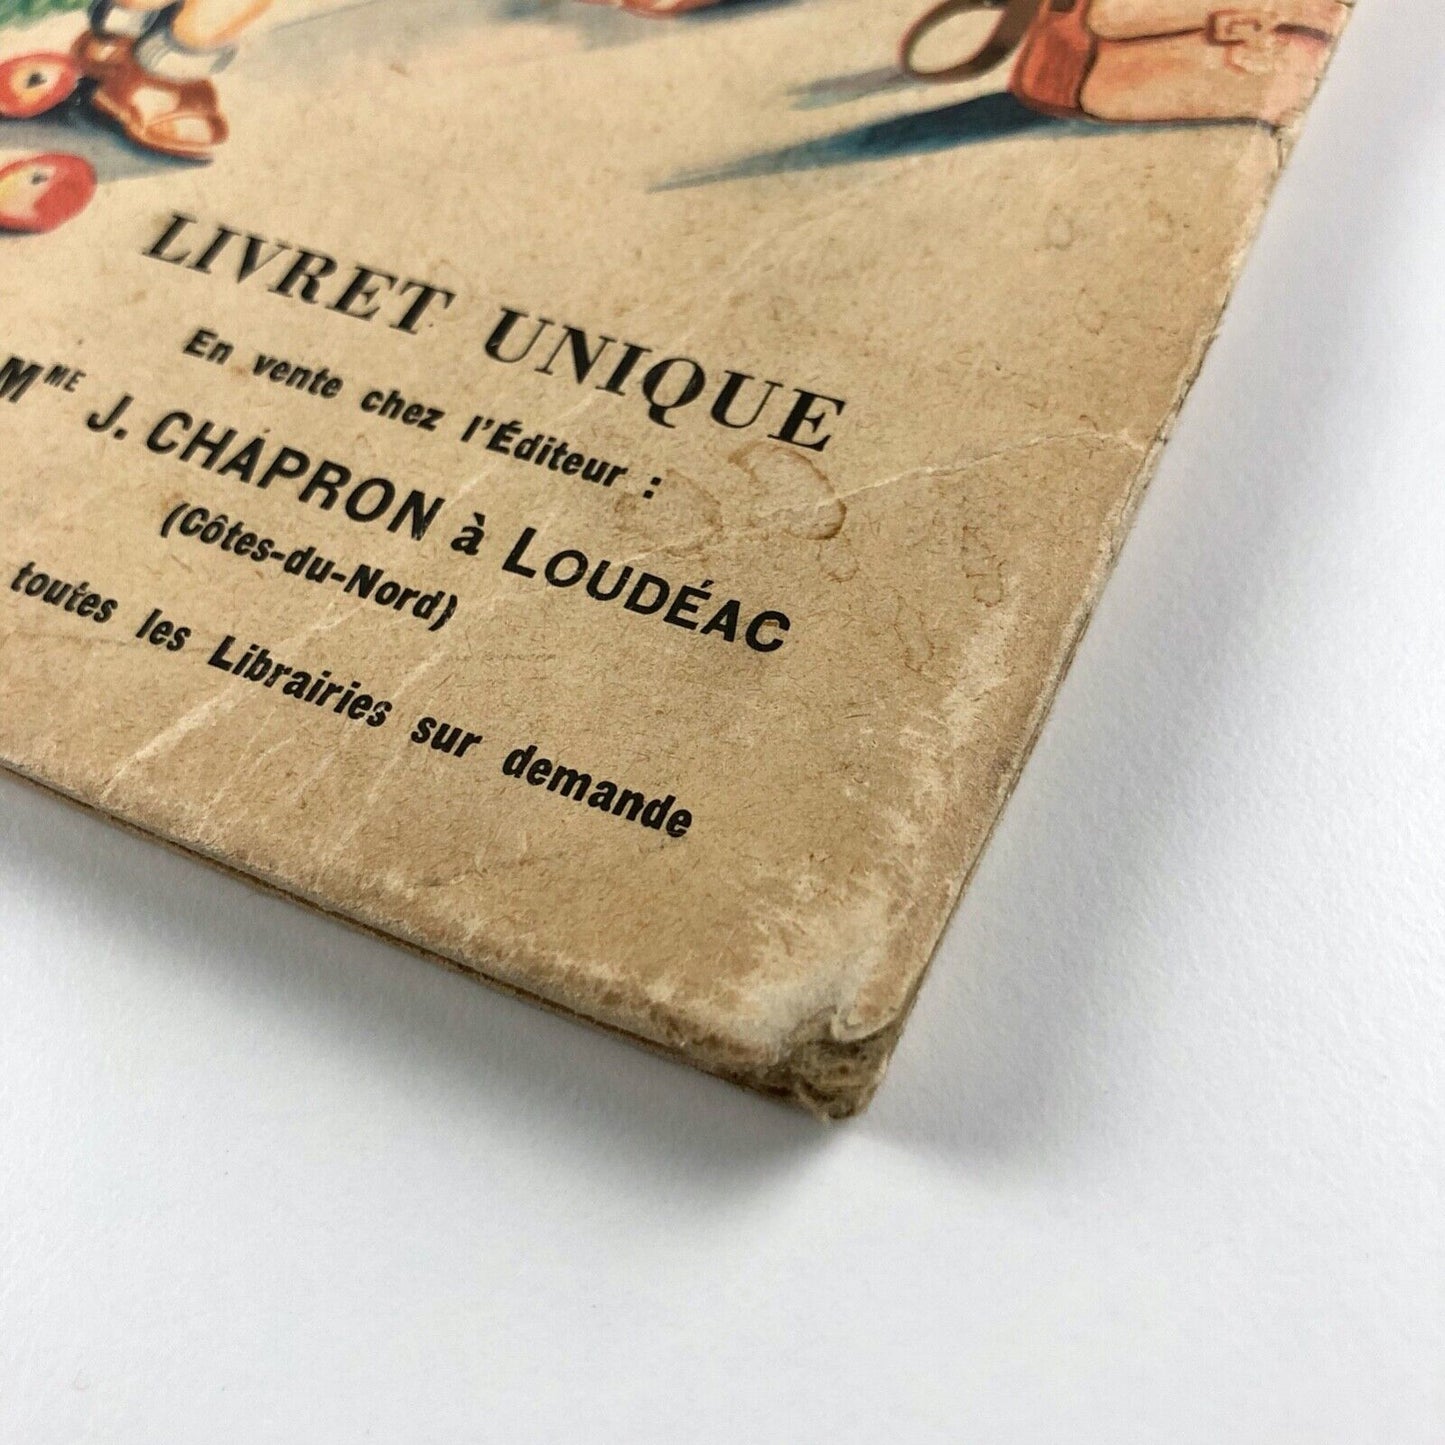 LIVRET UNIQUE
En vente chez l'Éditeur :
MME J. CHAPRON à LOUDÉAC
(Côtes-du-Nord)
toutes les Librairies sur demande